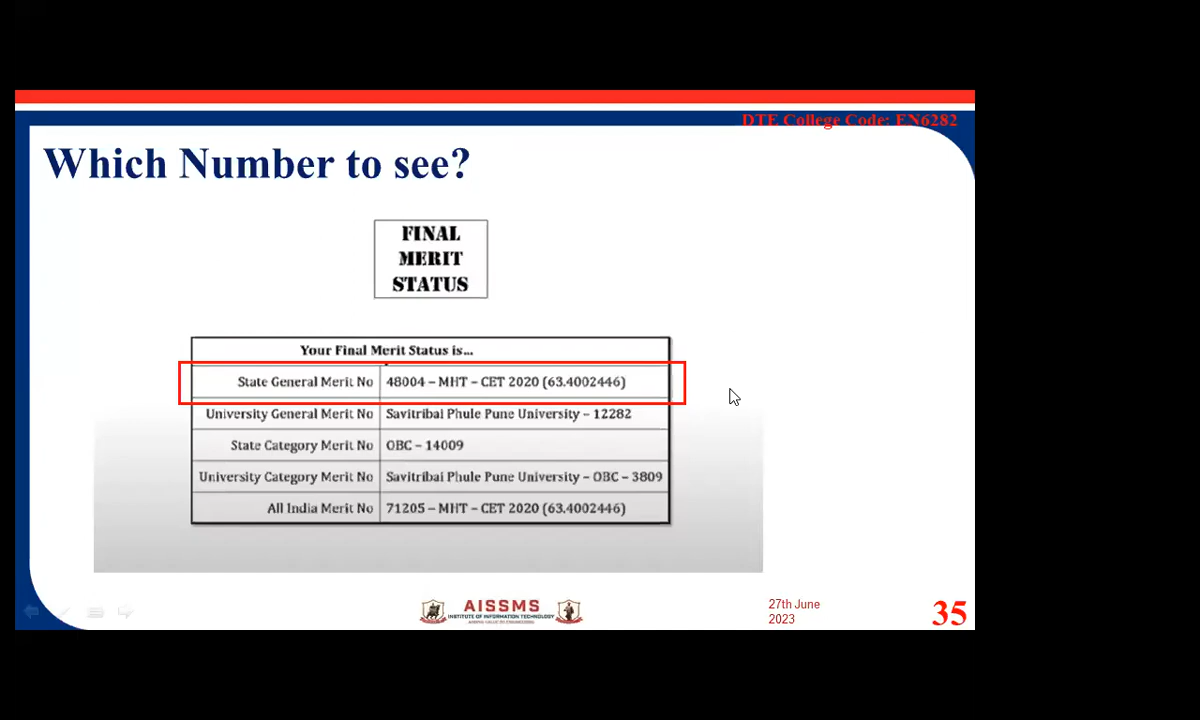 DTE College Code: EN6282
Which Number to see?
FINAL
MERIT
STATUS
Your Final Merit Status is...
State General Merit No 48004 – MHT – CET 2020 (63.4002446)
University General Merit No Savitribai Phule Pune University – 12282
State Category Merit No OBC – 14009
University Category Merit No Savitribai Phule Pune University – OBC – 3809
All India Merit No 71205 – MHT – CET 2020 (63.4002446)
AISSMS
INSTITUTE OF INFORMATION TECHNOLOGY
27th June
2023
35